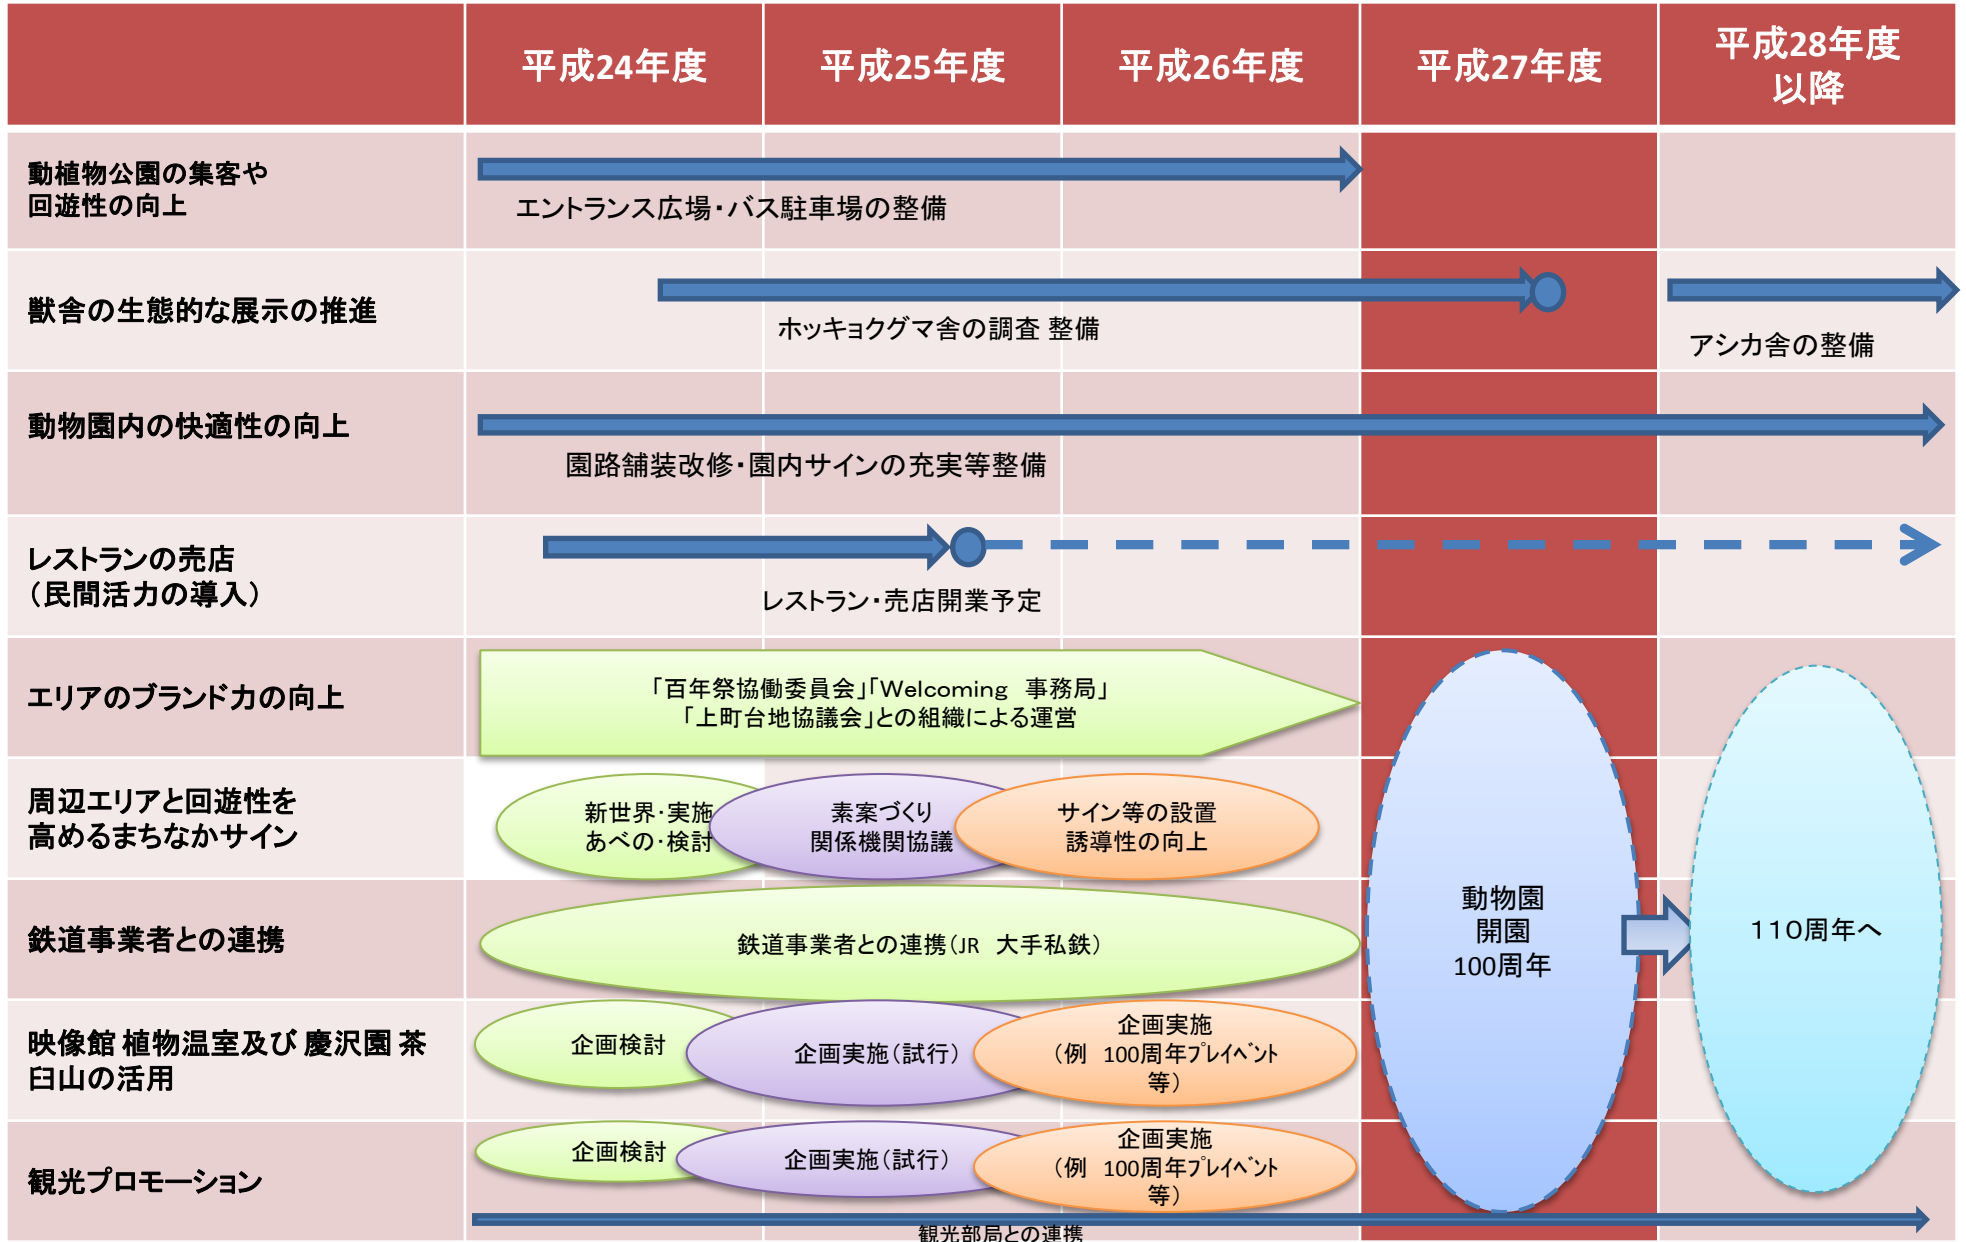 平成24年度
平成25年度
平成26年度
平成27年度
平成28年度
以降
動植物公園の集客や
回遊性の向上
エントランス広場・バス駐車場の整備
獣舎の生態的な展示の推進
ホッキョクグマ舎の調査 整備
アシカ舎の整備
動物園内の快適性の向上
園路舗装改修・園内サインの充実等整備
レストランの売店
（民間活力の導入）
レストラン・売店開業予定
エリアのブランド力の向上
「百年祭協働委員会」「Welcoming　事務局」
「上町台地協議会」との組織による運営
周辺エリアと回遊性を
高めるまちなかサイン
新世界・実施
あべの・検討
素案づくり
関係機関協議
サイン等の設置
誘導性の向上
鉄道事業者との連携
鉄道事業者との連携（JR　大手私鉄）
動物園
開園
100周年
110周年へ
映像館 植物温室及び 慶沢園 茶
臼山の活用
企画検討
企画実施（試行）
企画実施
（例　100周年ﾌﾟﾚｲﾍﾞﾝﾄ
等）
観光プロモーション
企画検討
企画実施（試行）
企画実施
（例　100周年ﾌﾟﾚｲﾍﾞﾝﾄ
等）
観光部局との連携